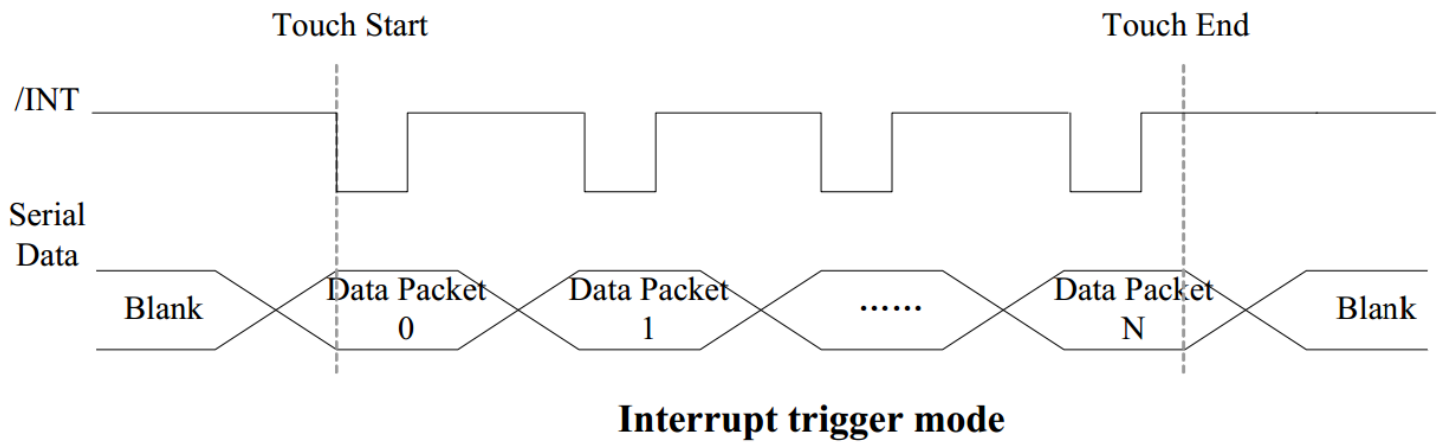 Touch Start
Touch End
/INT
Serial
Data
Blank
Data Packet
0
Data Packet
1
......
Data Packet
N
Blank
Interrupt trigger mode